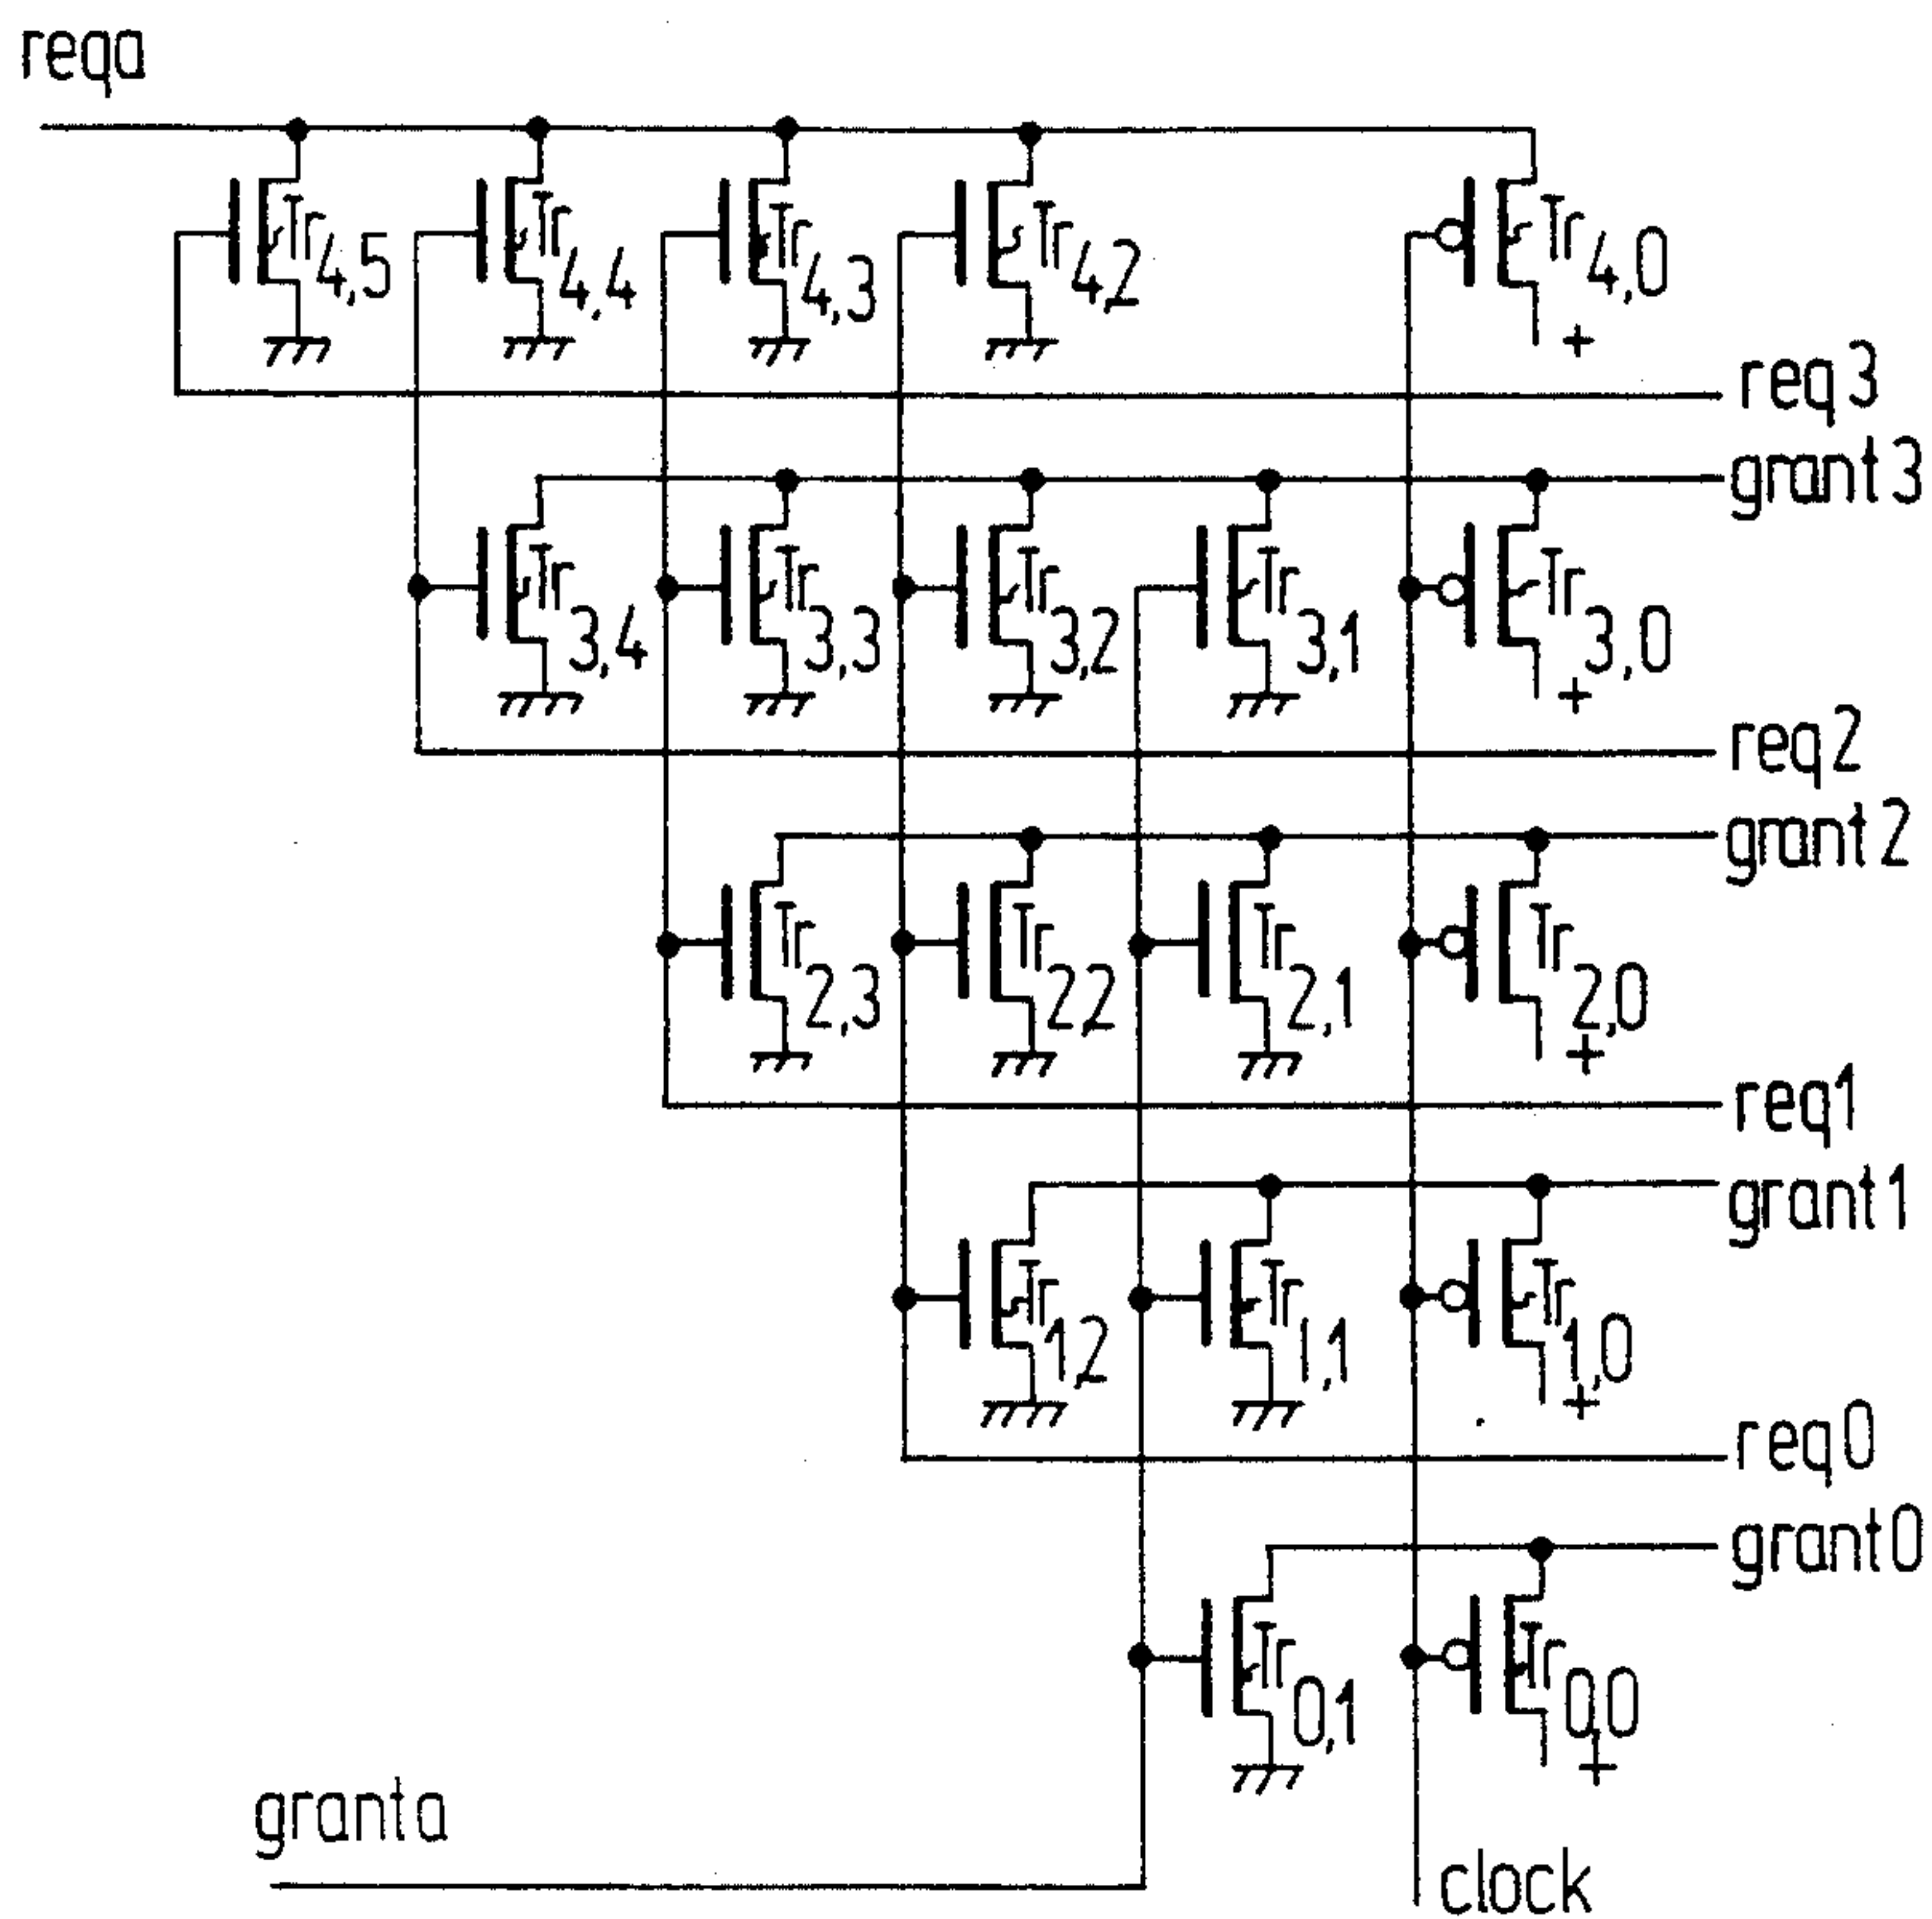 reqa
Tr4,5 Tr4,4 Tr4,3 Tr4,2 Tr4,0
+
req3
grant3
Tr3,4 Tr3,3 Tr3,2 Tr3,1 Tr3,0
+
req2
grant2
Tr2,3 Tr2,2 Tr2,1 Tr2,0
+
req1
grant1
Tr1,2 Tr1,1 Tr1,0
+
req0
grant0
Tr0,1 Tr0,0
+
granta
clock